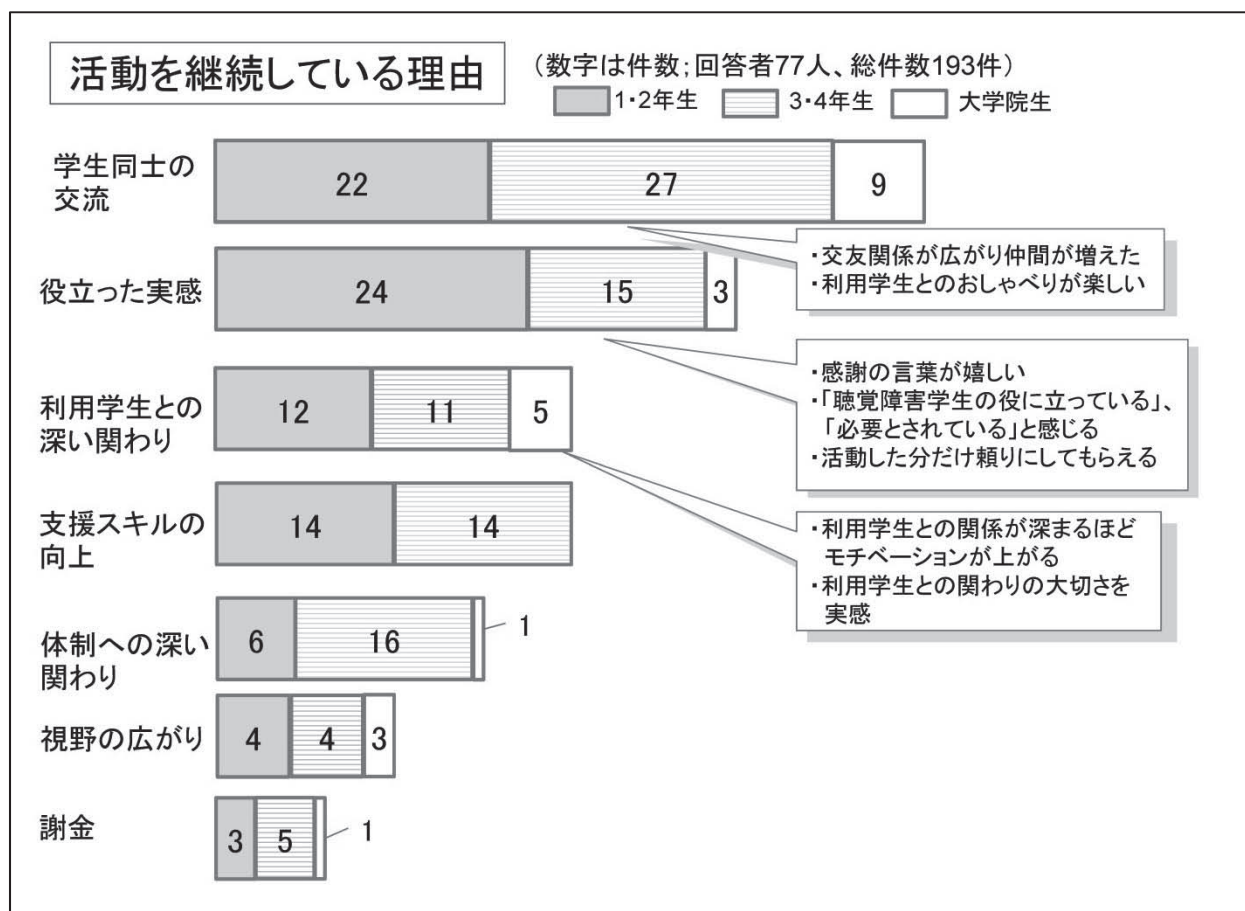 活動を継続している理由
（数字は件数；回答者77人、総件数193件）
1・2年生 3・4年生 大学院生
学生同士の
交流
22 27 9
・交友関係が広がり仲間が増えた
・利用学生とのおしゃべりが楽しい
役立った実感
24 15 3
・感謝の言葉が嬉しい
・「聴覚障害学生の役に立っている」、
「必要とされている」と感じる
・活動した分だけ頼りにしてもらえる
利用学生との
深い関わり
12 11 5
・利用学生との関係が深まるほど
モチベーションが上がる
・利用学生との関わりの大切さを
実感
支援スキルの
向上
14 14
体制への深い
関わり
6 16 1
視野の広がり
4 4 3
謝金
3 5 1